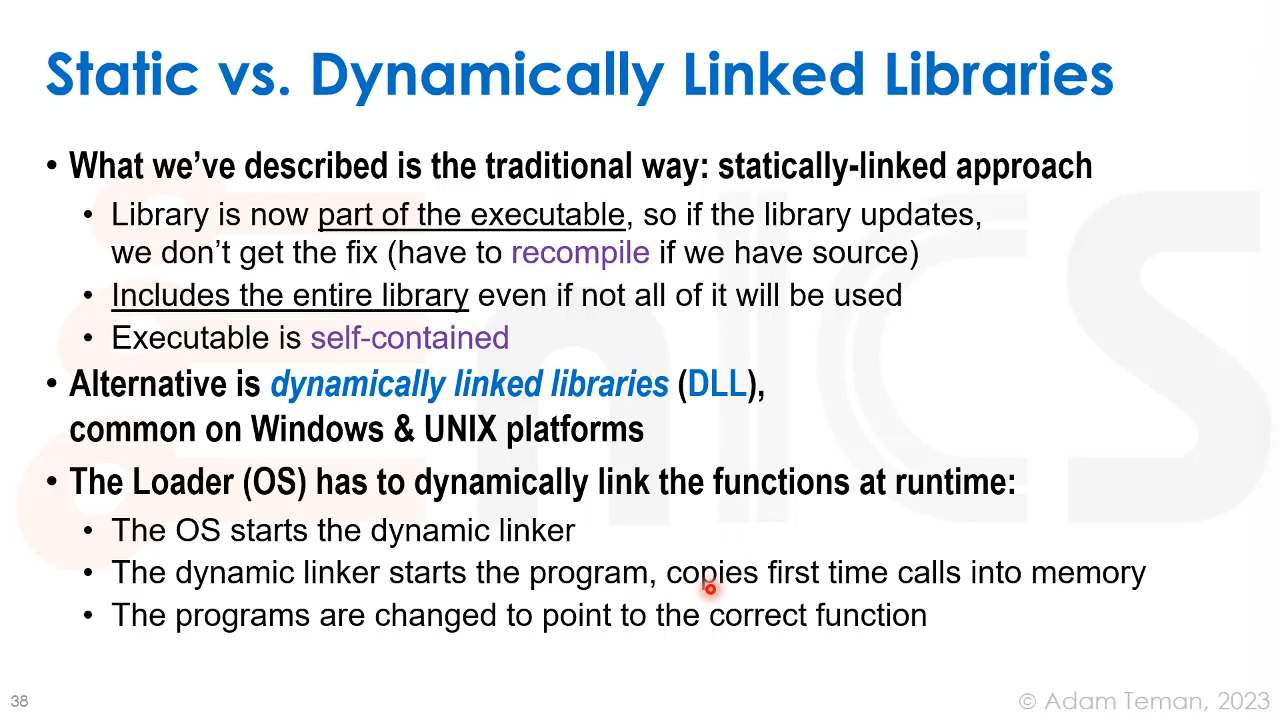 Static vs. Dynamically Linked Libraries
• What we’ve described is the traditional way: statically-linked approach
• Library is now part of the executable, so if the library updates,
we don’t get the fix (have to recompile if we have source)
• Includes the entire library even if not all of it will be used
• Executable is self-contained
• Alternative is dynamically linked libraries (DLL),
common on Windows & UNIX platforms
• The Loader (OS) has to dynamically link the functions at runtime:
• The OS starts the dynamic linker
• The dynamic linker starts the program, copies first time calls into memory
• The programs are changed to point to the correct function
38
© Adam Teman, 2023
EnICS